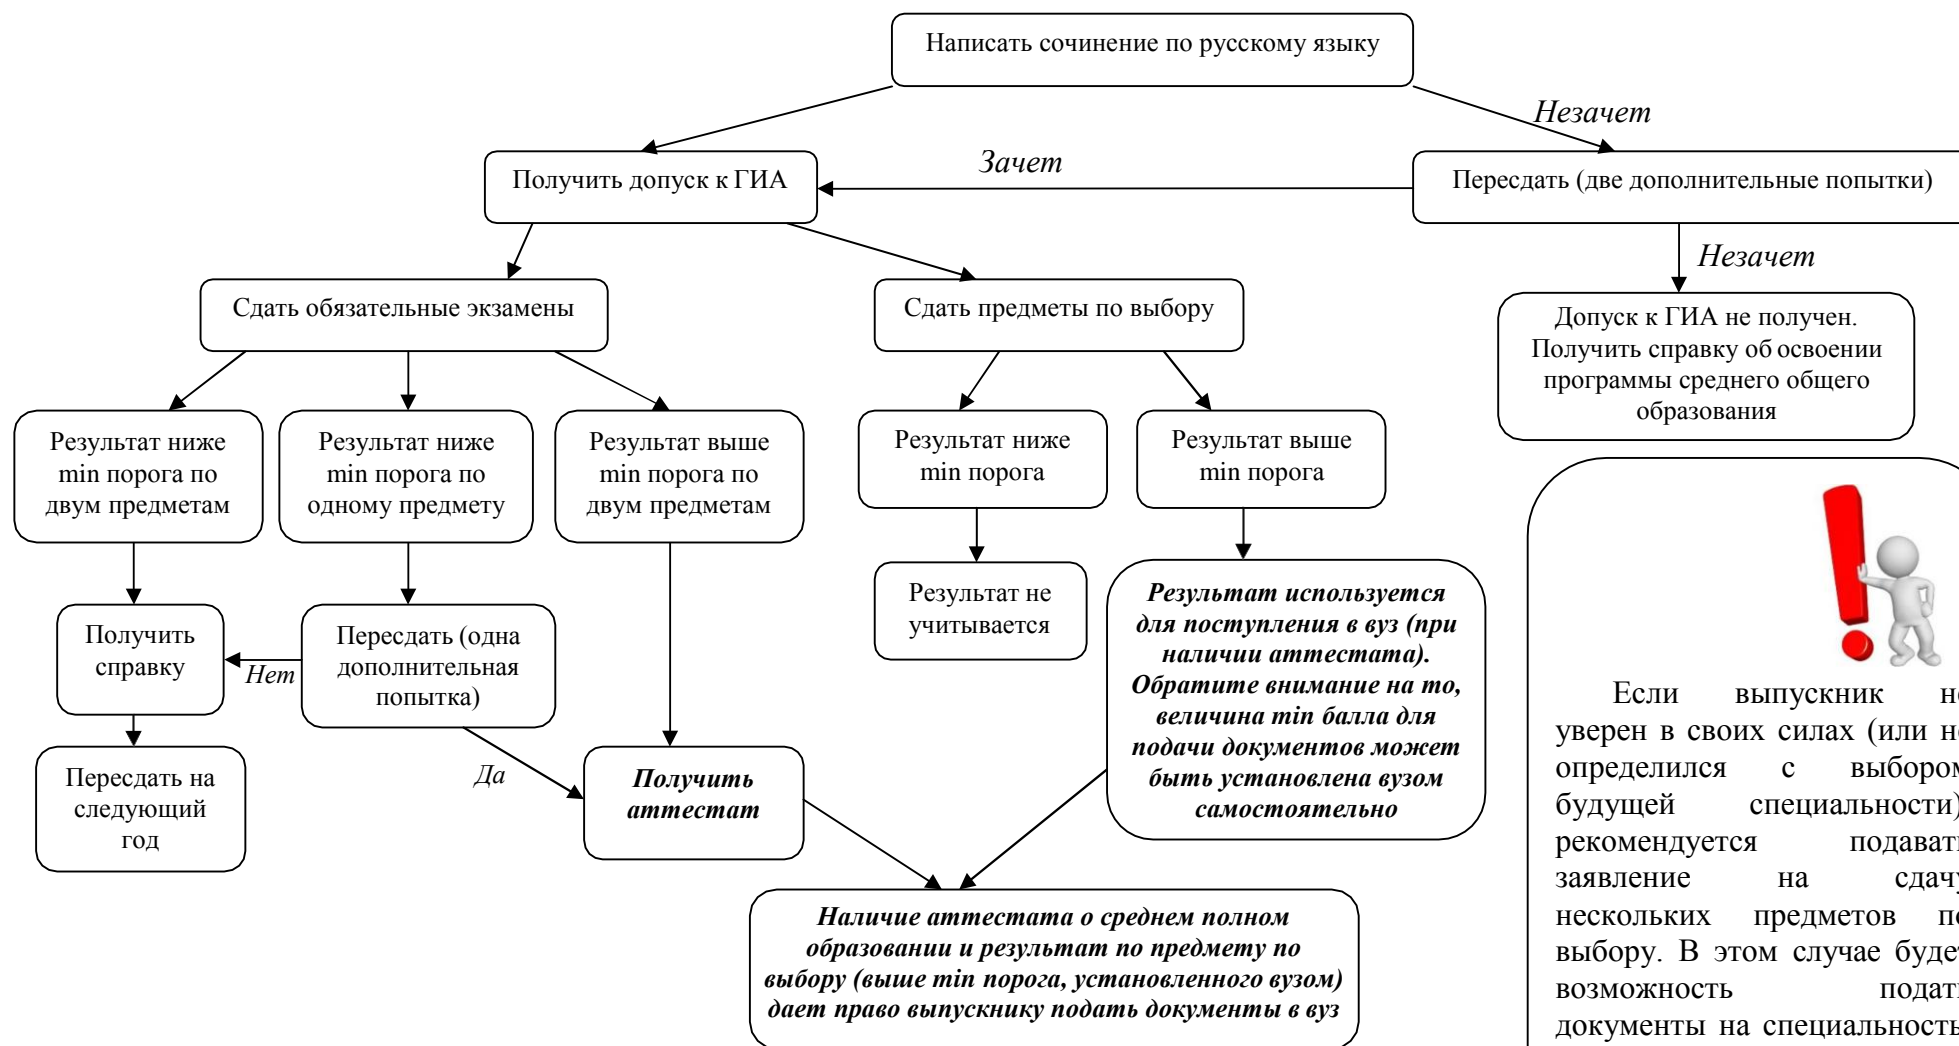 Написать сочинение по русскому языку
Незачет
Зачет
Получить допуск к ГИА
Пересдать (две дополнительные попытки)
Незачет
Сдать обязательные экзамены
Сдать предметы по выбору
Допуск к ГИА не получен.
Получить справку об освоении
программы среднего общего
образования
Результат ниже
min порога по
двум предметам
Результат ниже
min порога по
одному предмету
Результат выше
min порога по
двум предметам
Результат ниже
min порога
Результат выше
min порога
Получить
справку
Нет
Пересдать (одна
дополнительная
попытка)
Результат не
учитывается
Результат используется
для поступления в вуз (при
наличии аттестата).
Обратите внимание на то,
величина min балла для
подачи документов может
быть установлена вузом
самостоятельно
Пересдать на
следующий
год
Да
Получить
аттестат
Наличие аттестата о среднем полном
образовании и результат по предмету по
выбору (выше min порога, установленного вузом)
дает право выпускнику подать документы в вуз
Если выпускник
уверен в своих силах (или
определился с выбором
будущей специальности)
рекомендуется
заявление на
нескольких предметов
выбору. В этом случае
возможность
документы на специальность